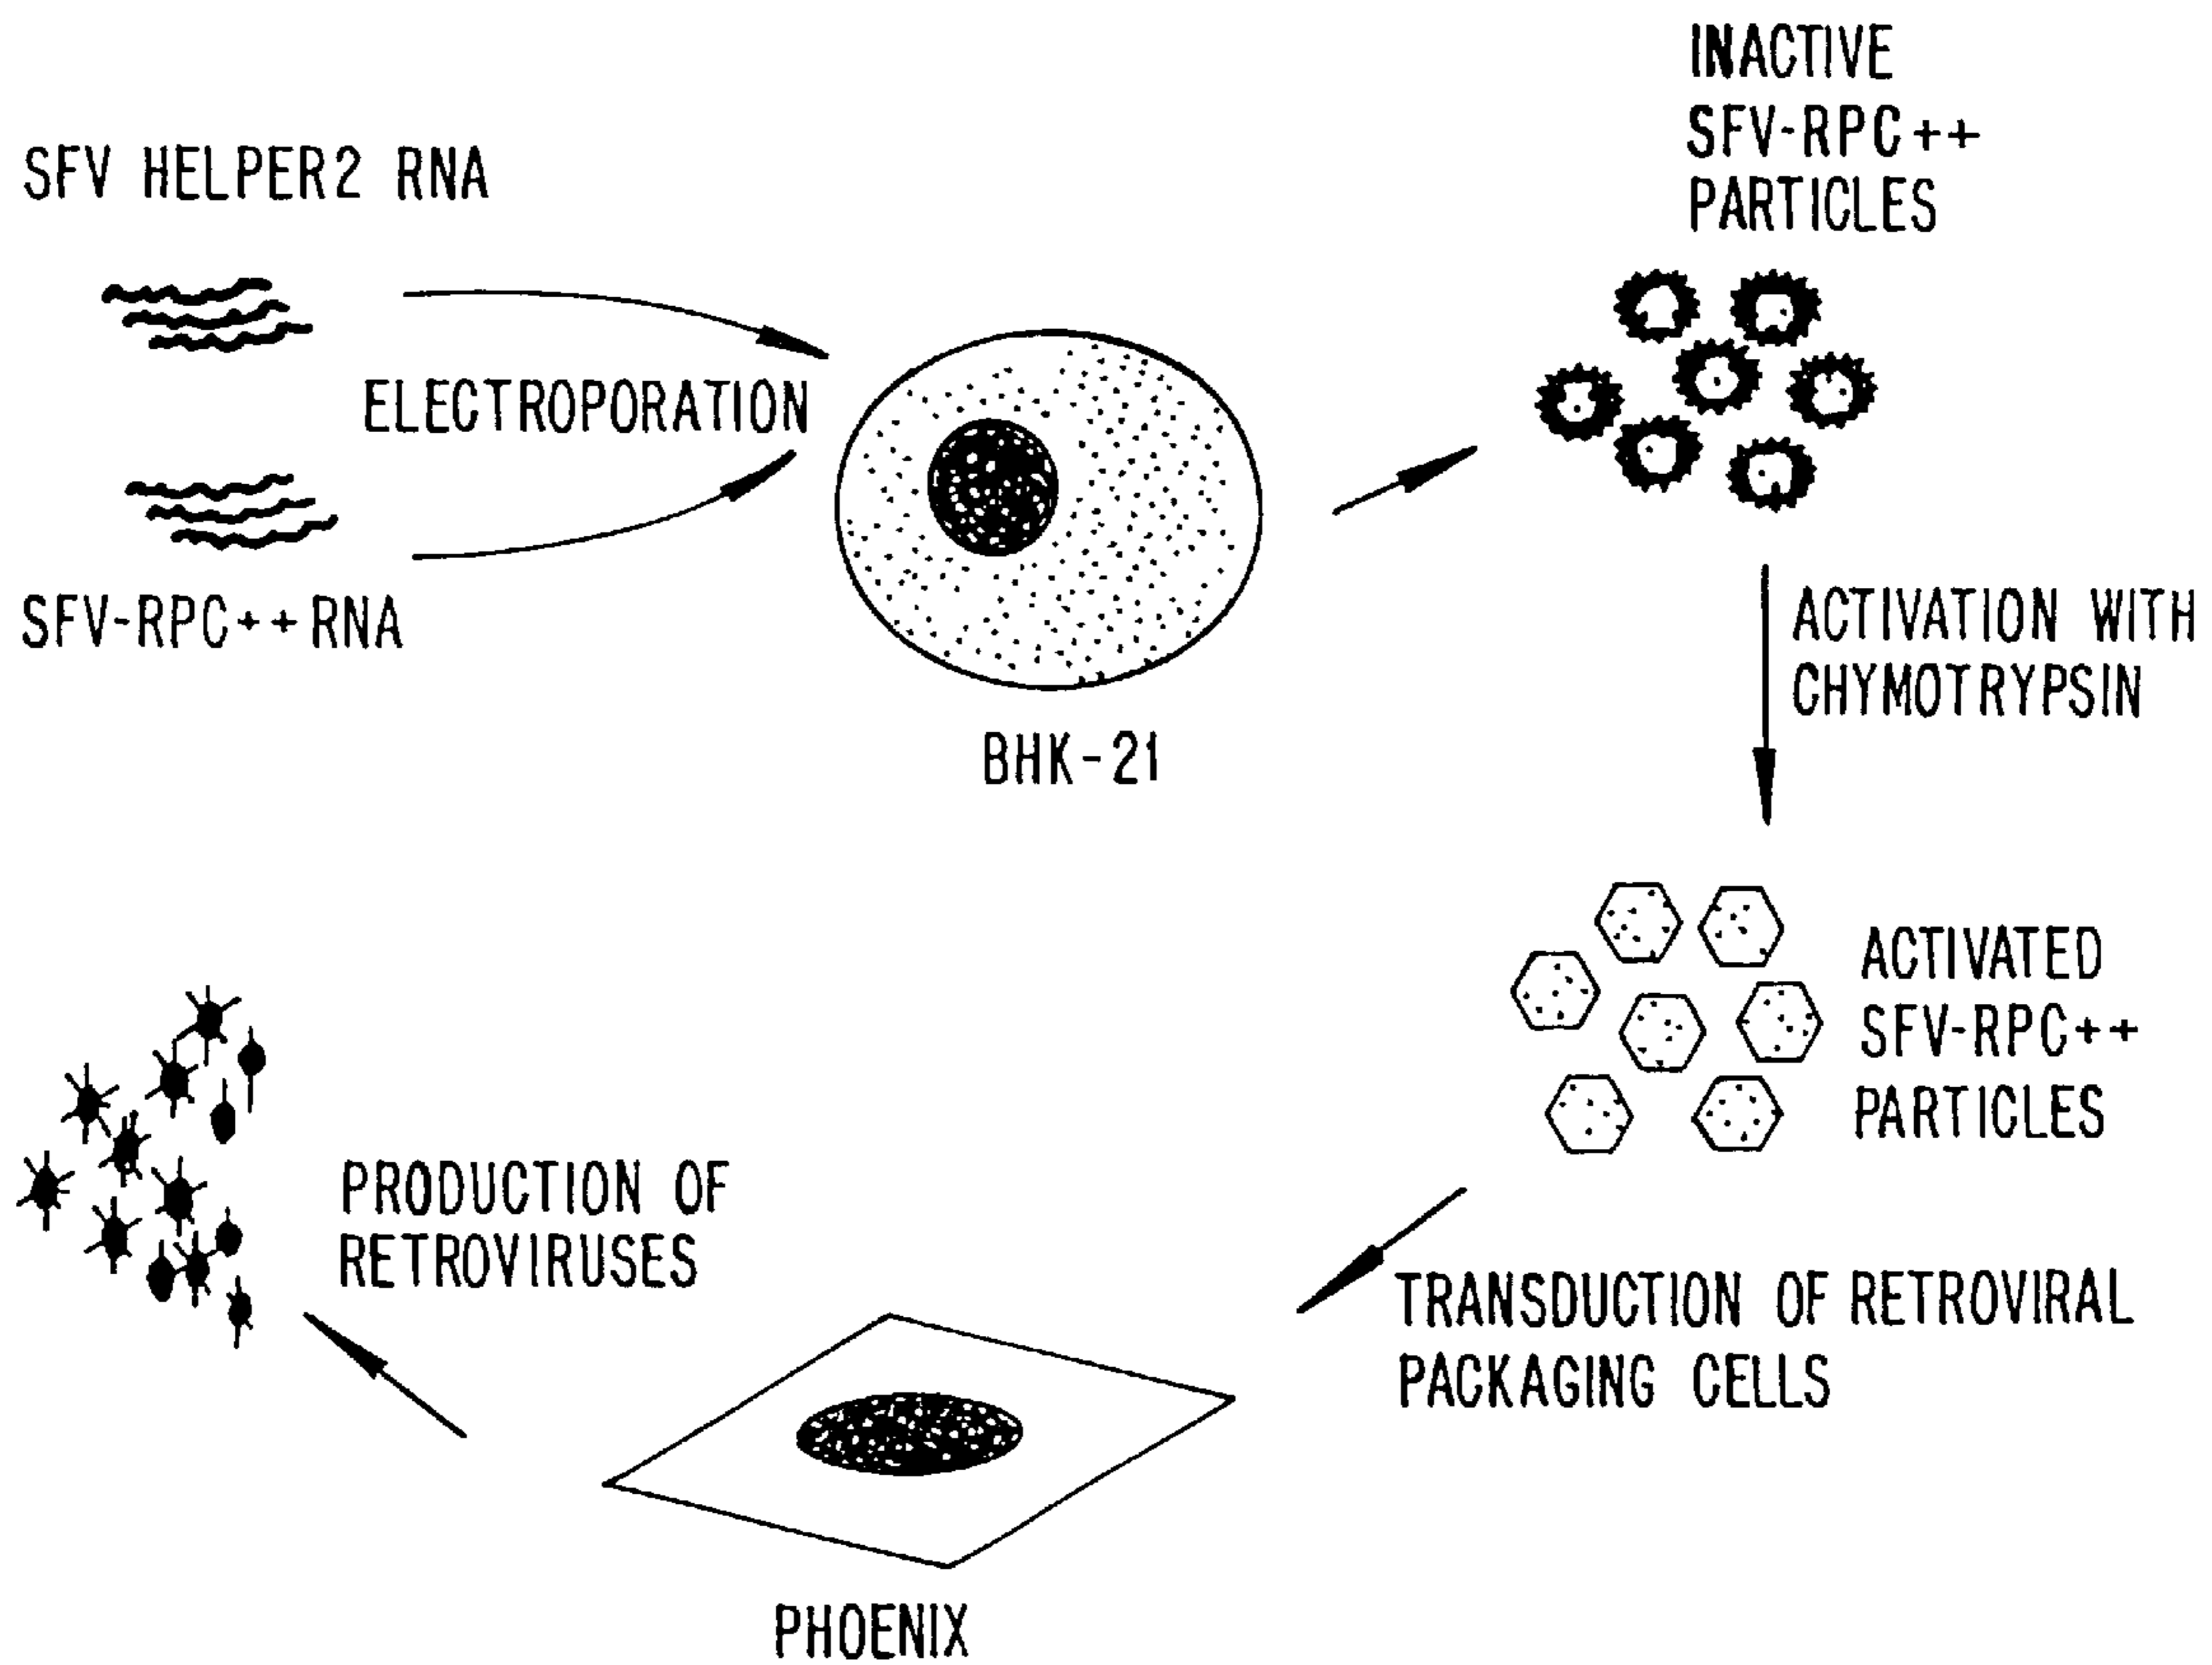 SFV HELPER2 RNA
ELECTROPORATION
SFV-RPC++RNA
BHK-21
INACTIVE
SFV-RPC++
PARTICLES
ACTIVATION WITH
CHYMOTRYPSIN
ACTIVATED
SFV-RPC++
PARTICLES
TRANSDUCTION OF RETROVIRAL
PACKAGING CELLS
PHOENIX
PRODUCTION OF
RETROVIRUSES